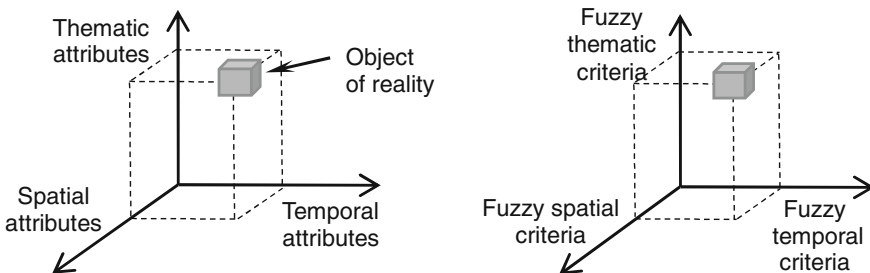 Thematic
attributes
Object
of reality
Spatial
attributes
Temporal
attributes
Fuzzy
thematic
criteria
Fuzzy spatial
criteria
Fuzzy
temporal
criteria